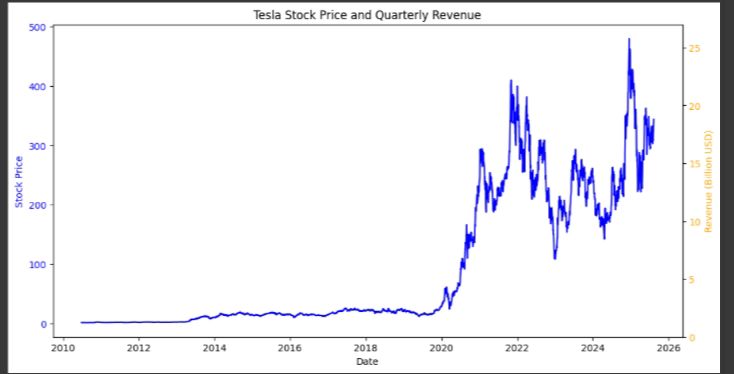 Tesla Stock Price and Quarterly Revenue
500
400
300
200
100
0
Stock Price
25
20
15
10
5
0
Revenue (Billion USD)
2010 2012 2014 2016 2018 2020 2022 2024 2026
Date